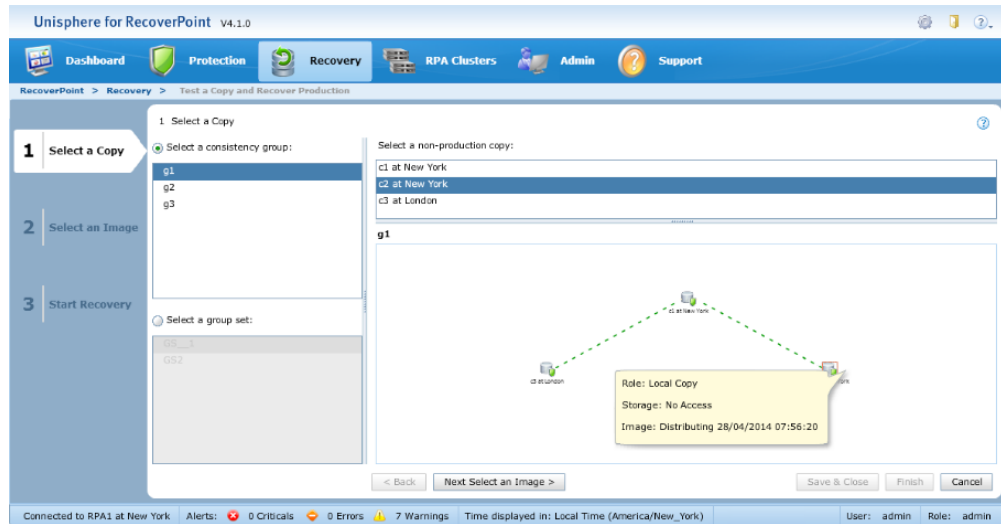 Unisphere for RecoverPoint V4.1.0
Dashboard Protection Recovery RPA Clusters Admin Support
RecoverPoint > Recovery > Test a Copy and Recover Production
1 Select a Copy
1 Select a Copy
2 Select an Image
3 Start Recovery
Select a consistency group:
g1
g2
g3
Select a group set:
GS__1
GS2
Select a non-production copy:
c1 at New York
c2 at New York
c3 at London
g1
c1 at New York
c3 at London
Role: Local Copy
Storage: No Access
Image: Distributing 28/04/2014 07:56:20
< Back Next Select an Image > Save & Close Finish Cancel
Connected to RPA1 at New York Alerts: 0 Criticals 0 Errors 7 Warnings Time displayed in: Local Time (America/New_York) User: admin Role: admin